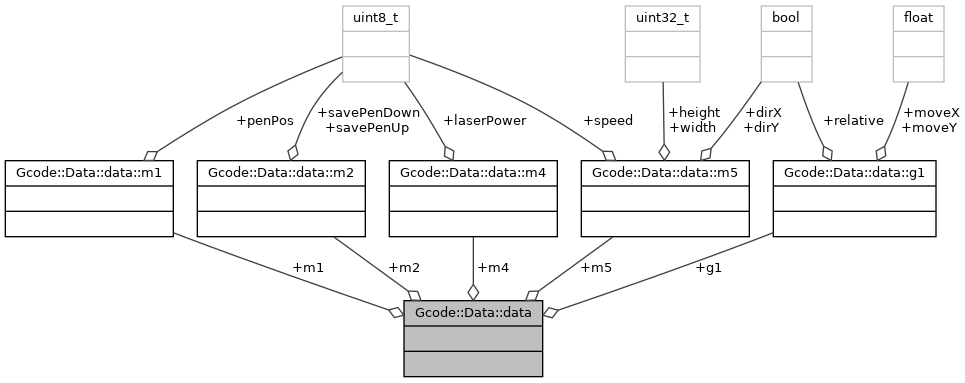 uint8_t
uint32_t
bool
float
+penPos
+savePenDown
+savePenUp
+laserPower
+speed
+height
+width
+dirX
+dirY
+relative
+moveX
+moveY
Gcode::Data::data::m1
Gcode::Data::data::m2
Gcode::Data::data::m4
Gcode::Data::data::m5
Gcode::Data::data::g1
+m1
+m2
+m4
+m5
+g1
Gcode::Data::data